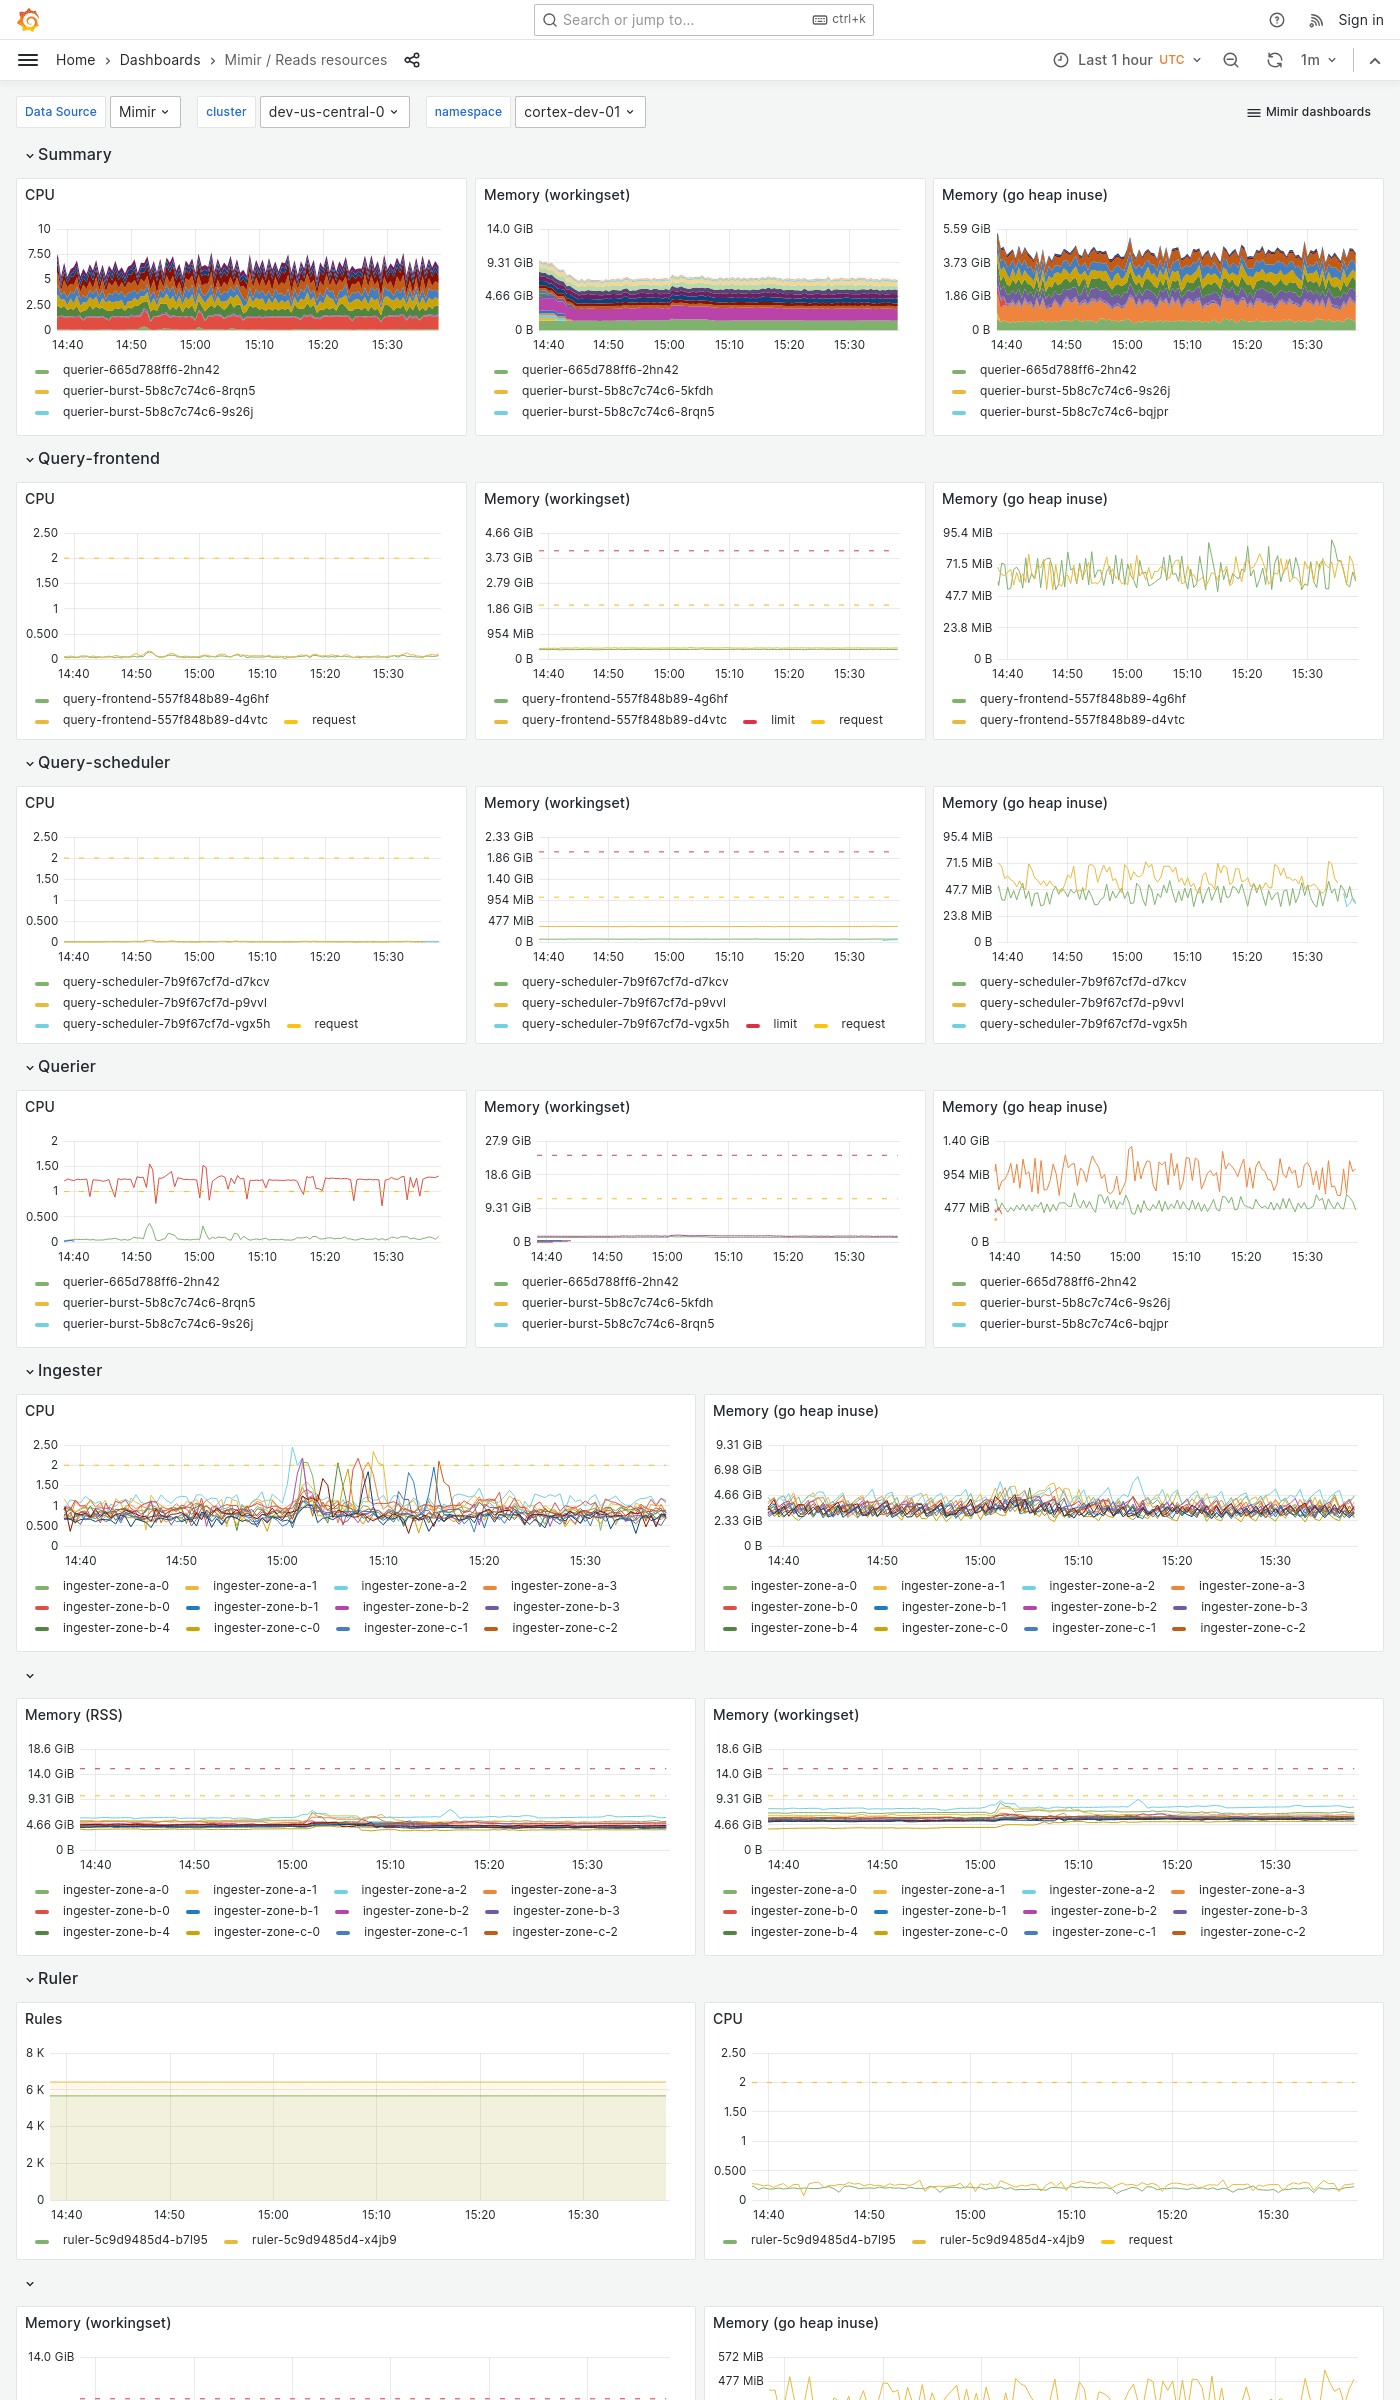 Search or jump to...
ctrl+k
Sign in
Home › Dashboards › Mimir / Reads resources
Last 1 hour UTC
1m
Data Source Mimir
cluster dev-us-central-0
namespace cortex-dev-01
Mimir dashboards
Summary
CPU
10
7.50
5
2.50
0
14:40 14:50 15:00 15:10 15:20 15:30
querier-665d788ff6-2hn42
querier-burst-5b8c7c74c6-8rqn5
querier-burst-5b8c7c74c6-9s26j
Memory (workingset)
14.0 GiB
9.31 GiB
4.66 GiB
0 B
14:40 14:50 15:00 15:10 15:20 15:30
querier-665d788ff6-2hn42
querier-burst-5b8c7c74c6-5kfdh
querier-burst-5b8c7c74c6-8rqn5
Memory (go heap inuse)
5.59 GiB
3.73 GiB
1.86 GiB
0 B
14:40 14:50 15:00 15:10 15:20 15:30
querier-665d788ff6-2hn42
querier-burst-5b8c7c74c6-9s26j
querier-burst-5b8c7c74c6-bqjpr
Query-frontend
CPU
2.50
2
1.50
1
0.500
0
14:40 14:50 15:00 15:10 15:20 15:30
query-frontend-557f848b89-4g6hf
query-frontend-557f848b89-d4vtc request
Memory (workingset)
4.66 GiB
3.73 GiB
2.79 GiB
1.86 GiB
954 MiB
0 B
14:40 14:50 15:00 15:10 15:20 15:30
query-frontend-557f848b89-4g6hf
query-frontend-557f848b89-d4vtc limit request
Memory (go heap inuse)
95.4 MiB
71.5 MiB
47.7 MiB
23.8 MiB
0 B
14:40 14:50 15:00 15:10 15:20 15:30
query-frontend-557f848b89-4g6hf
query-frontend-557f848b89-d4vtc
Query-scheduler
CPU
2.50
2
1.50
1
0.500
0
14:40 14:50 15:00 15:10 15:20 15:30
query-scheduler-7b9f67cf7d-d7kcv
query-scheduler-7b9f67cf7d-p9vvl
query-scheduler-7b9f67cf7d-vgx5h request
Memory (workingset)
2.33 GiB
1.86 GiB
1.40 GiB
954 MiB
477 MiB
0 B
14:40 14:50 15:00 15:10 15:20 15:30
query-scheduler-7b9f67cf7d-d7kcv
query-scheduler-7b9f67cf7d-p9vvl
query-scheduler-7b9f67cf7d-vgx5h limit request
Memory (go heap inuse)
95.4 MiB
71.5 MiB
47.7 MiB
23.8 MiB
0 B
14:40 14:50 15:00 15:10 15:20 15:30
query-scheduler-7b9f67cf7d-d7kcv
query-scheduler-7b9f67cf7d-p9vvl
query-scheduler-7b9f67cf7d-vgx5h
Querier
CPU
2
1.50
1
0.500
0
14:40 14:50 15:00 15:10 15:20 15:30
querier-665d788ff6-2hn42
querier-burst-5b8c7c74c6-8rqn5
querier-burst-5b8c7c74c6-9s26j
Memory (workingset)
27.9 GiB
18.6 GiB
9.31 GiB
0 B
14:40 14:50 15:00 15:10 15:20 15:30
querier-665d788ff6-2hn42
querier-burst-5b8c7c74c6-5kfdh
querier-burst-5b8c7c74c6-8rqn5
Memory (go heap inuse)
1.40 GiB
954 MiB
477 MiB
0 B
14:40 14:50 15:00 15:10 15:20 15:30
querier-665d788ff6-2hn42
querier-burst-5b8c7c74c6-9s26j
querier-burst-5b8c7c74c6-bqjpr
Ingester
CPU
2.50
2
1.50
1
0.500
0
14:40 14:50 15:00 15:10 15:20 15:30
ingester-zone-a-0 ingester-zone-a-1 ingester-zone-a-2 ingester-zone-a-3
ingester-zone-b-0 ingester-zone-b-1 ingester-zone-b-2 ingester-zone-b-3
ingester-zone-b-4 ingester-zone-c-0 ingester-zone-c-1 ingester-zone-c-2
Memory (go heap inuse)
9.31 GiB
6.98 GiB
4.66 GiB
2.33 GiB
0 B
14:40 14:50 15:00 15:10 15:20 15:30
ingester-zone-a-0 ingester-zone-a-1 ingester-zone-a-2 ingester-zone-a-3
ingester-zone-b-0 ingester-zone-b-1 ingester-zone-b-2 ingester-zone-b-3
ingester-zone-b-4 ingester-zone-c-0 ingester-zone-c-1 ingester-zone-c-2
Memory (RSS)
18.6 GiB
14.0 GiB
9.31 GiB
4.66 GiB
0 B
14:40 14:50 15:00 15:10 15:20 15:30
ingester-zone-a-0 ingester-zone-a-1 ingester-zone-a-2 ingester-zone-a-3
ingester-zone-b-0 ingester-zone-b-1 ingester-zone-b-2 ingester-zone-b-3
ingester-zone-b-4 ingester-zone-c-0 ingester-zone-c-1 ingester-zone-c-2
Memory (workingset)
18.6 GiB
14.0 GiB
9.31 GiB
4.66 GiB
0 B
14:40 14:50 15:00 15:10 15:20 15:30
ingester-zone-a-0 ingester-zone-a-1 ingester-zone-a-2 ingester-zone-a-3
ingester-zone-b-0 ingester-zone-b-1 ingester-zone-b-2 ingester-zone-b-3
ingester-zone-b-4 ingester-zone-c-0 ingester-zone-c-1 ingester-zone-c-2
Ruler
Rules
8 K
6 K
4 K
2 K
0
14:40 14:50 15:00 15:10 15:20 15:30
ruler-5c9d9485d4-b7l95 ruler-5c9d9485d4-x4jb9
CPU
2.50
2
1.50
1
0.500
0
14:40 14:50 15:00 15:10 15:20 15:30
ruler-5c9d9485d4-b7l95 ruler-5c9d9485d4-x4jb9 request
Memory (workingset)
14.0 GiB
Memory (go heap inuse)
572 MiB
477 MiB